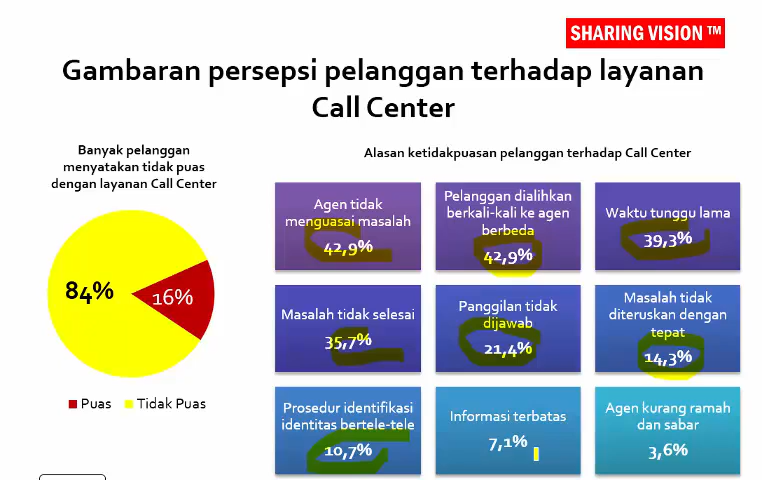 SHARING VISION ™
Gambaran persepsi pelanggan terhadap layanan
Call Center
Banyak pelanggan
menyatakan tidak puas
dengan layanan Call Center
84%
16%
Puas
Tidak Puas
Alasan ketidakpuasan pelanggan terhadap Call Center
Agen tidak
menguasai masalah
42,9%
Pelanggan dialihkan
berkali-kali ke agen
berbeda
42,9%
Waktu tunggu lama
39,3%
Masalah tidak selesai
35,7%
Panggilan tidak
dijawab
21,4%
Masalah tidak
diteruskan dengan
tepat
14,3%
Prosedur identifikasi
identitas bertele-tele
10,7%
Informasi terbatas
7,1%
Agen kurang ramah
dan sabar
3,6%